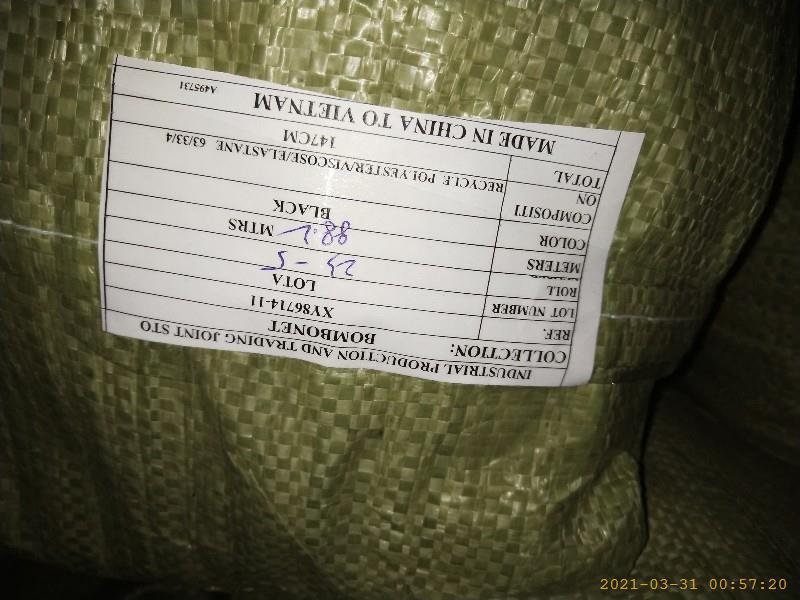 INDUSTRIAL PRODUCTION AND TRADING JOINT STO
COLLECTION: BOMBONET
REF. XY86714-11
LOT NUMBER LOTA
ROLL
METERS MTRS
COLOR BLACK
COMPOSITI
ON RECYCLE POLYESTER/VISCOSE/ELASTANE 63/33/4
TOTAL 147CM
MADE IN CHINA TO VIETNAM
A495731
2021-03-31 00:57:20